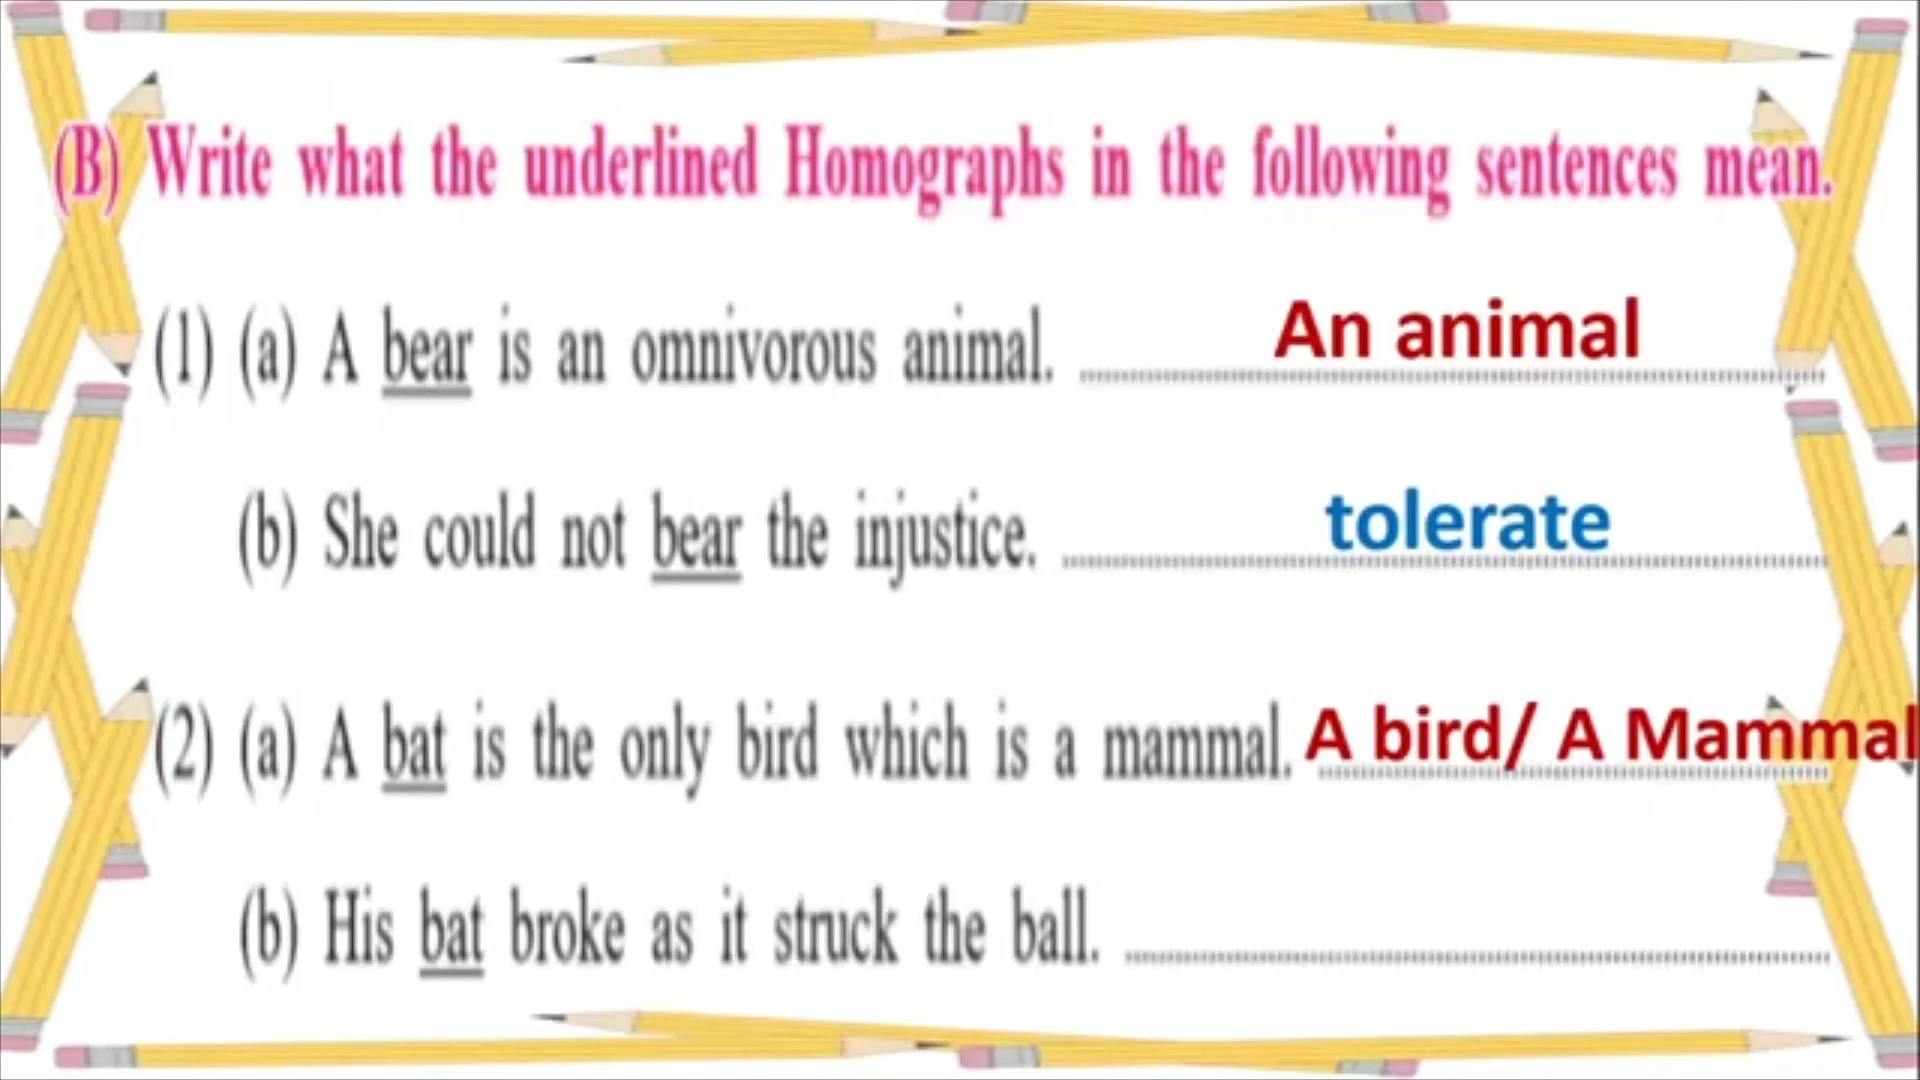 (B) Write what the underlined Homographs in the following sentences mean.
(1) (a) A bear is an omnivorous animal. An animal
(b) She could not bear the injustice. tolerate
(2) (a) A bat is the only bird which is a mammal. A bird/ A Mammal
(b) His bat broke as it struck the ball.